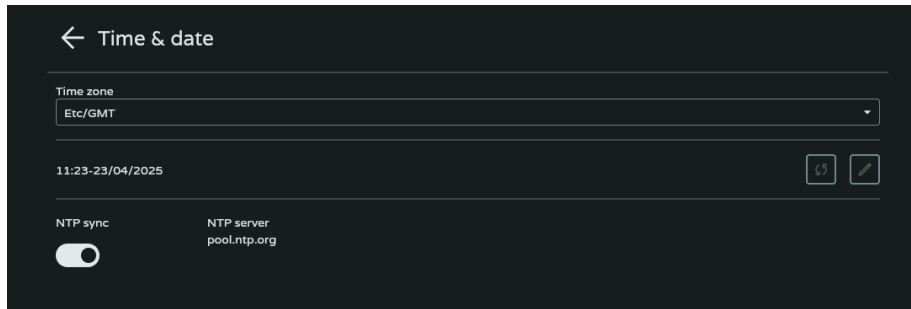 Time & date
Time zone
Etc/GMT
11:23-23/04/2025
NTP sync
NTP server
pool.ntp.org